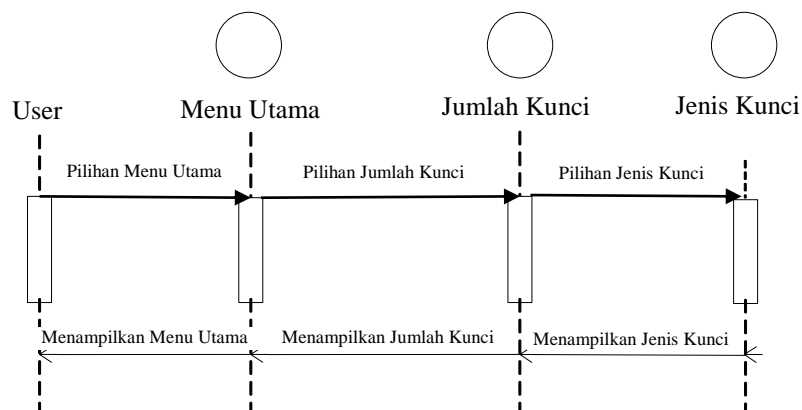 User
Menu Utama
Jumlah Kunci
Jenis Kunci
Pilihan Menu Utama
Pilihan Jumlah Kunci
Pilihan Jenis Kunci
Menampilkan Menu Utama
Menampilkan Jumlah Kunci
Menampilkan Jenis Kunci